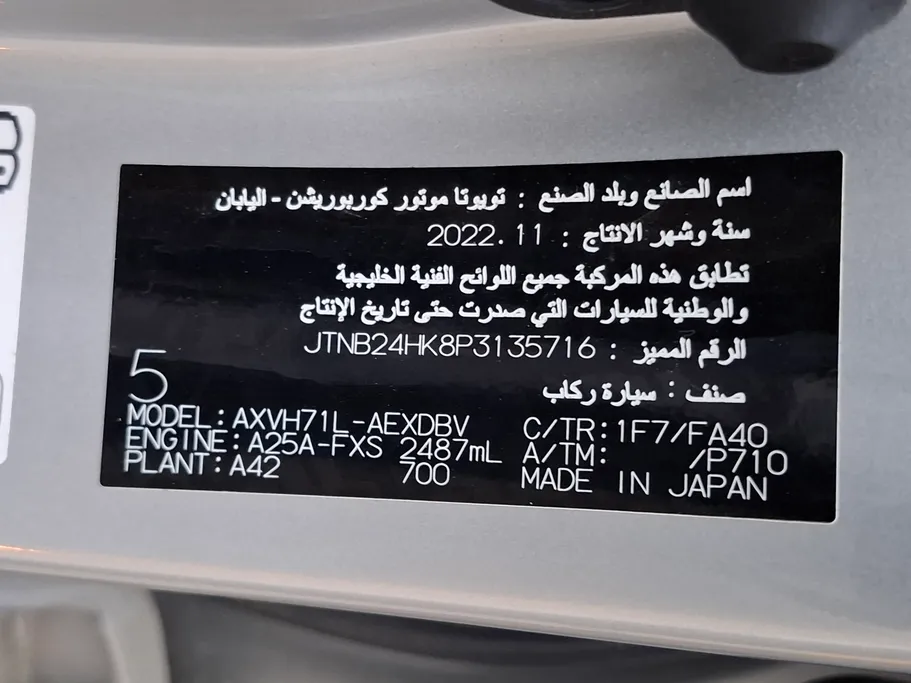 اسم الصانع وبلد الصنع : تويوتا موتور كوربوريشن - اليابان
سنة وشهر الانتاج : 2022.11
تطابق هذه المركبة جميع اللوائح الفنية الخليجية
والوطنية للسيارات التي صدرت حتى تاريخ الإنتاج
الرقم المميز : JTNB24HK8P3135716
صنف : سيارة ركاب
5
MODEL:AXVH71L-AEXDBV C/TR:1F7/FA40
ENGINE:A25A-FXS 2487mL A/TM: /P710
PLANT:A42 700 MADE IN JAPAN